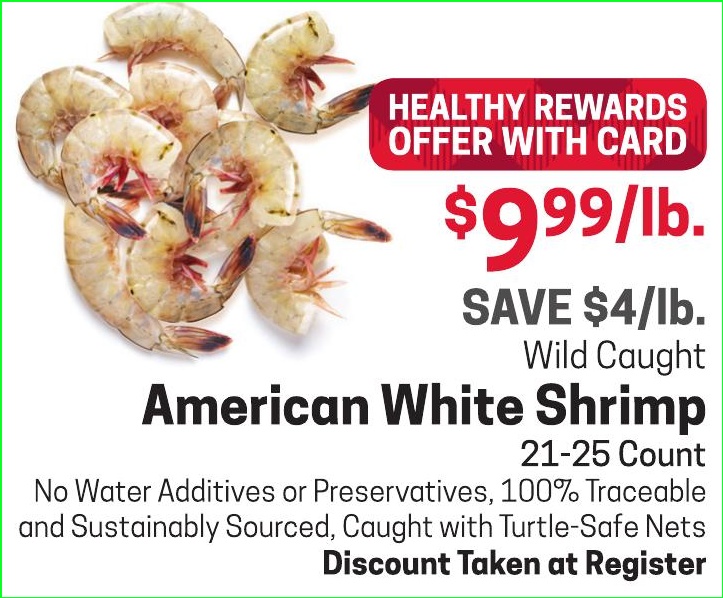 HEALTHY REWARDS
OFFER WITH CARD
$9.99/lb.
SAVE $4/lb.
Wild Caught
American White Shrimp
21-25 Count
No Water Additives or Preservatives, 100% Traceable
and Sustainably Sourced, Caught with Turtle-Safe Nets
Discount Taken at Register